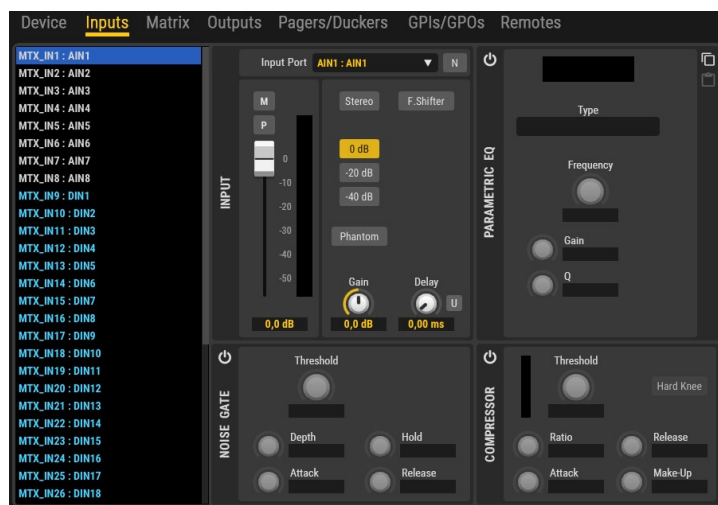 Device Inputs Matrix Outputs Pagers/Duckers GPIs/GPOs Remotes
MTX_IN1 : AIN1
MTX_IN2 : AIN2
MTX_IN3 : AIN3
MTX_IN4 : AIN4
MTX_IN5 : AIN5
MTX_IN6 : AIN6
MTX_IN7 : AIN7
MTX_IN8 : AIN8
MTX_IN9 : DIN1
MTX_IN10 : DIN2
MTX_IN11 : DIN3
MTX_IN12 : DIN4
MTX_IN13 : DIN5
MTX_IN14 : DIN6
MTX_IN15 : DIN7
MTX_IN16 : DIN8
MTX_IN17 : DIN9
MTX_IN18 : DIN10
MTX_IN19 : DIN11
MTX_IN20 : DIN12
MTX_IN21 : DIN13
MTX_IN22 : DIN14
MTX_IN23 : DIN15
MTX_IN24 : DIN16
MTX_IN25 : DIN17
MTX_IN26 : DIN18
INPUT
Input Port AIN1 : AIN1 N
M
P
0
-10
-20
-30
-40
-50
0,0 dB
Stereo F.Shifter
0 dB
-20 dB
-40 dB
Phantom
Gain Delay
U
0,0 dB 0,00 ms
PARAMETRIC EQ
Type
Frequency
Gain
Q
NOISE GATE
Threshold
Depth Hold
Attack Release
COMPRESSOR
Threshold
Hard Knee
Ratio Release
Attack Make-Up